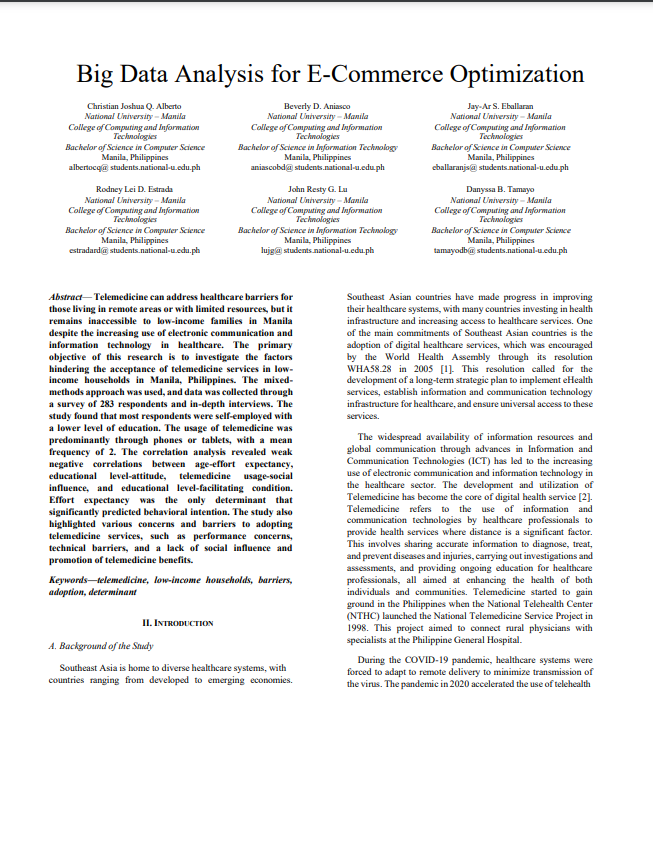 Big Data Analysis for E-Commerce Optimization
Christian Joshua Q. Alberto
National University – Manila
College of Computing and Information
Technologies
Bachelor of Science in Computer Science
Manila, Philippines
albertocq@ students.national-u.edu.ph
Beverly D. Aniasco
National University – Manila
College of Computing and Information
Technologies
Bachelor of Science in Information Technology
Manila, Philippines
aniascobd@ students.national-u.edu.ph
Jay-Ar S. Eballaran
National University – Manila
College of Computing and Information
Technologies
Bachelor of Science in Computer Science
Manila, Philippines
eballaranjs@ students.national-u.edu.ph
Rodney Lei D. Estrada
National University – Manila
College of Computing and Information
Technologies
Bachelor of Science in Computer Science
Manila, Philippines
estradard@ students.national-u.edu.ph
John Resty G. Lu
National University – Manila
College of Computing and Information
Technologies
Bachelor of Science in Information Technology
Manila, Philippines
lujg@ students.national-u.edu.ph
Danyssa B. Tamayo
National University – Manila
College of Computing and Information
Technologies
Bachelor of Science in Computer Science
Manila, Philippines
tamayodb@ students.national-u.edu.ph
Abstract— Telemedicine can address healthcare barriers for
those living in remote areas or with limited resources, but it
remains inaccessible to low-income families in Manila
despite the increasing use of electronic communication and
information technology in healthcare. The primary
objective of this research is to investigate the factors
hindering the acceptance of telemedicine services in low-
income households in Manila, Philippines. The mixed-
methods approach was used, and data was collected through
a survey of 283 respondents and in-depth interviews. The
study found that most respondents were self-employed with
a lower level of education. The usage of telemedicine was
predominantly through phones or tablets, with a mean
frequency of 2. The correlation analysis revealed weak
negative correlations between age-effort expectancy,
educational level-attitude, telemedicine usage-social
influence, and educational level-facilitating condition.
Effort expectancy was the only determinant that
significantly predicted behavioral intention. The study also
highlighted various concerns and barriers to adopting
telemedicine services, such as performance concerns,
technical barriers, and a lack of social influence and
promotion of telemedicine benefits.
Keywords—telemedicine, low-income households, barriers,
adoption, determinant
II. INTRODUCTION
A. Background of the Study
Southeast Asia is home to diverse healthcare systems, with
countries ranging from developed to emerging economies.
Southeast Asian countries have made progress in improving
their healthcare systems, with many countries investing in health
infrastructure and increasing access to healthcare services. One
of the main commitments of Southeast Asian countries is the
adoption of digital healthcare services, which was encouraged
by the World Health Assembly through its resolution
WHA58.28 in 2005 [1]. This resolution called for the
development of a long-term strategic plan to implement eHealth
services, establish information and communication technology
infrastructure for healthcare, and ensure universal access to these
services.
The widespread availability of information resources and
global communication through advances in Information and
Communication Technologies (ICT) has led to the increasing
use of electronic communication and information technology in
the healthcare sector. The development and utilization of
Telemedicine has become the core of digital health service [2].
Telemedicine refers to the use of information and
communication technologies by healthcare professionals to
provide health services where distance is a significant factor.
This involves sharing accurate information to diagnose, treat,
and prevent diseases and injuries, carrying out investigations and
assessments, and providing ongoing education for healthcare
professionals, all aimed at enhancing the health of both
individuals and communities. Telemedicine started to gain
ground in the Philippines when the National Telehealth Center
(NTHC) launched the National Telemedicine Service Project in
1998. This project aimed to connect rural physicians with
specialists at the Philippine General Hospital.
During the COVID-19 pandemic, healthcare systems were
forced to adapt to remote delivery to minimize transmission of
the virus. The pandemic in 2020 accelerated the use of telehealth